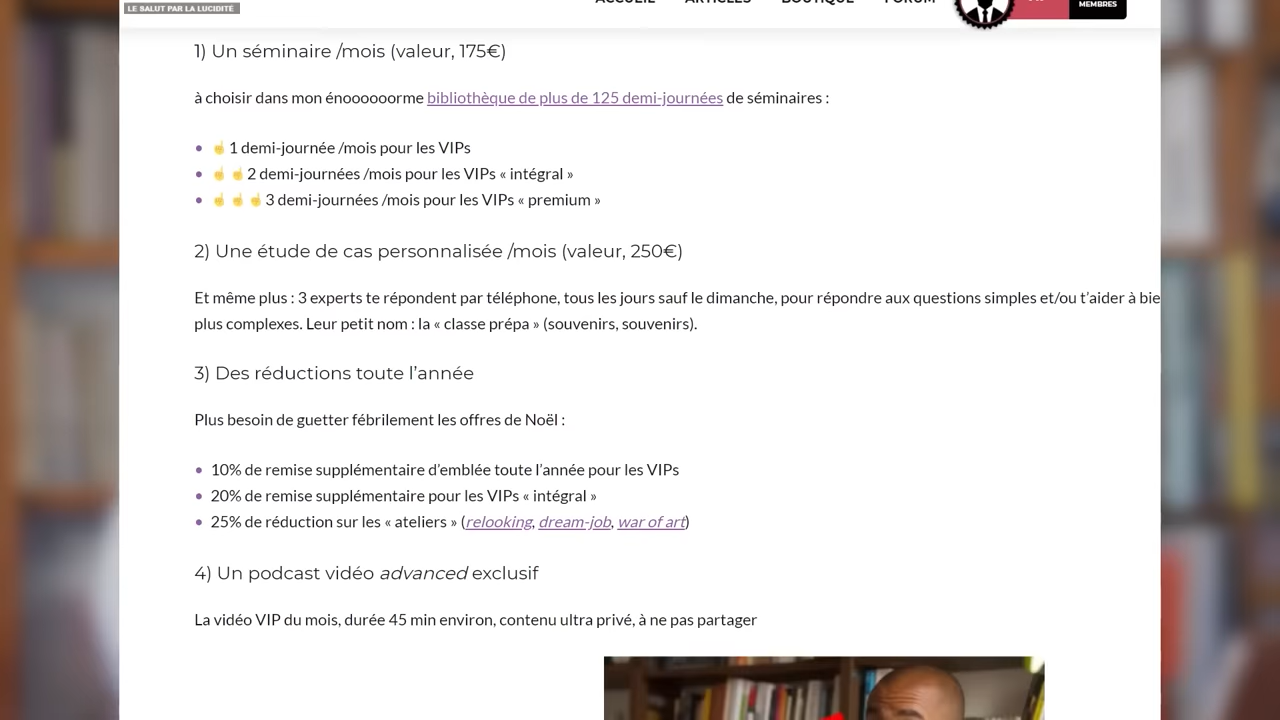 LE SALUT PAR LA LUCIDITÉ
ACCUEIL ARTICLES BOUTIQUE FORUM
MEMBRES
1) Un séminaire /mois (valeur, 175€)
à choisir dans mon énoooooorme bibliothèque de plus de 125 demi-journées de séminaires :
• ☝1 demi-journée /mois pour les VIPs
• ☝☝2 demi-journées /mois pour les VIPs « intégral »
• ☝☝☝3 demi-journées /mois pour les VIPs « premium »
2) Une étude de cas personnalisée /mois (valeur, 250€)
Et même plus : 3 experts te répondent par téléphone, tous les jours sauf le dimanche, pour répondre aux questions simples et/ou t’aider à bie
plus complexes. Leur petit nom : la « classe prépa » (souvenirs, souvenirs).
3) Des réductions toute l’année
Plus besoin de guetter fébrilement les offres de Noël :
• 10% de remise supplémentaire d’emblée toute l’année pour les VIPs
• 20% de remise supplémentaire pour les VIPs « intégral »
• 25% de réduction sur les « ateliers » (relooking, dream-job, war of art)
4) Un podcast vidéo advanced exclusif
La vidéo VIP du mois, durée 45 min environ, contenu ultra privé, à ne pas partager